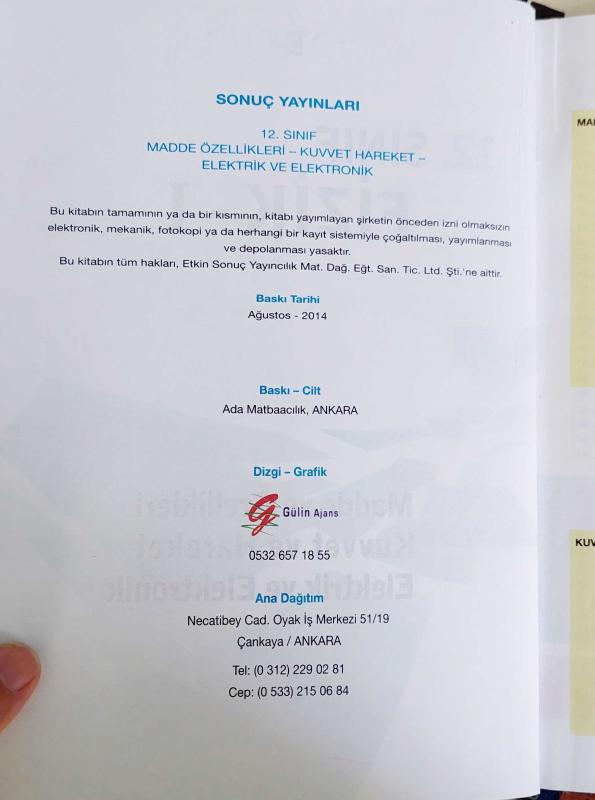 SONUÇ YAYINLARI
12. SINIF
MADDE ÖZELLİKLERİ – KUVVET HAREKET –
ELEKTRİK VE ELEKTRONİK
Bu kitabın tamamının ya da bir kısmının, kitabı yayımlayan şirketin önceden izni olmaksızın
elektronik, mekanik, fotokopi ya da herhangi bir kayıt sistemiyle çoğaltılması, yayımlanması
ve depolanması yasaktır.
Bu kitabın tüm hakları, Etkin Sonuç Yayıncılık Mat. Dağ. Eğt. San. Tic. Ltd. Şti.'ne aittir.
Baskı Tarihi
Ağustos - 2014
Baskı – Cilt
Ada Matbaacılık, ANKARA
Dizgi – Grafik
Gülin Ajans
0532 657 18 55
Ana Dağıtım
Necatibey Cad. Oyak İş Merkezi 51/19
Çankaya / ANKARA
Tel: (0 312) 229 02 81
Cep: (0 533) 215 06 84